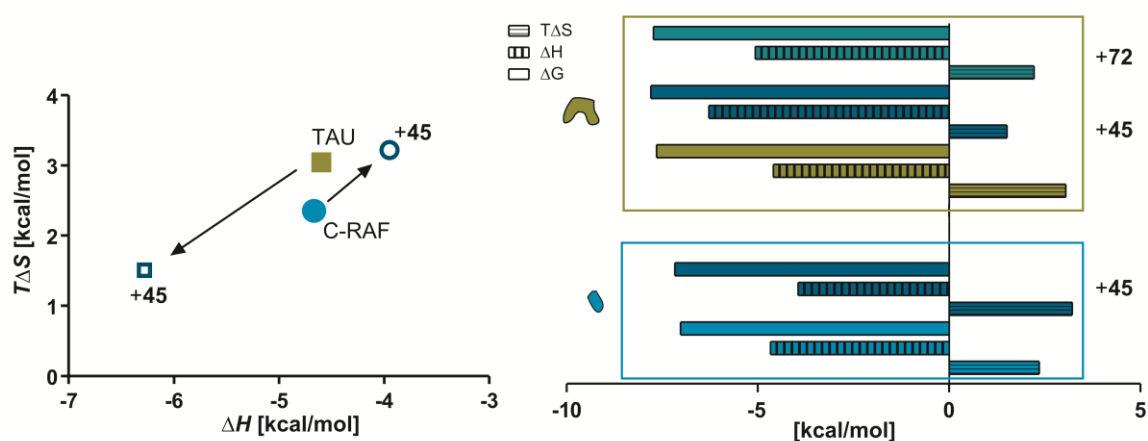 4
3
2
1
0
TΔS [kcal/mol]
TAU
+45
C-RAF
+45
-7
-6
-5
-4
-3
ΔH [kcal/mol]
TΔS
ΔH
ΔG
+72
+45
+45
-10
-5
0
5
[kcal/mol]